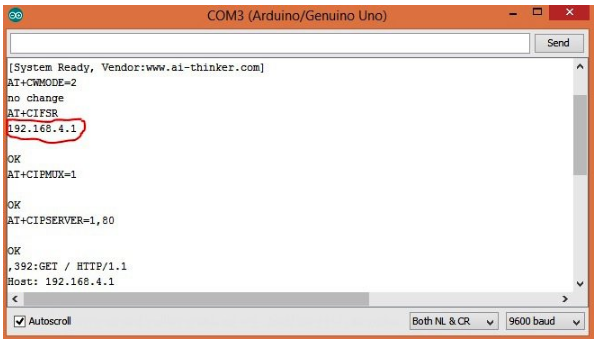 COM3 (Arduino/Genuino Uno)
Send
[System Ready, Vendor:www.ai-thinker.com]
AT+CWMODE=2
no change
AT+CIFSR
192.168.4.1
OK
AT+CIPMUX=1
OK
AT+CIPSERVER=1,80
OK
,392:GET / HTTP/1.1
Host: 192.168.4.1
Autoscroll
Both NL & CR
9600 baud